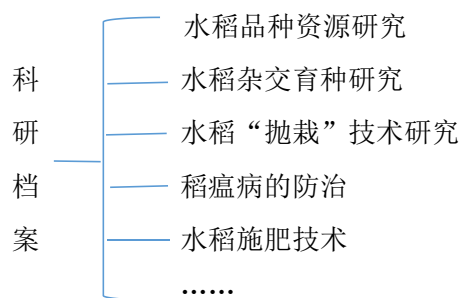 科研档案
水稻品种资源研究
水稻杂交育种研究
水稻“抛栽”技术研究
稻瘟病的防治
水稻施肥技术
……